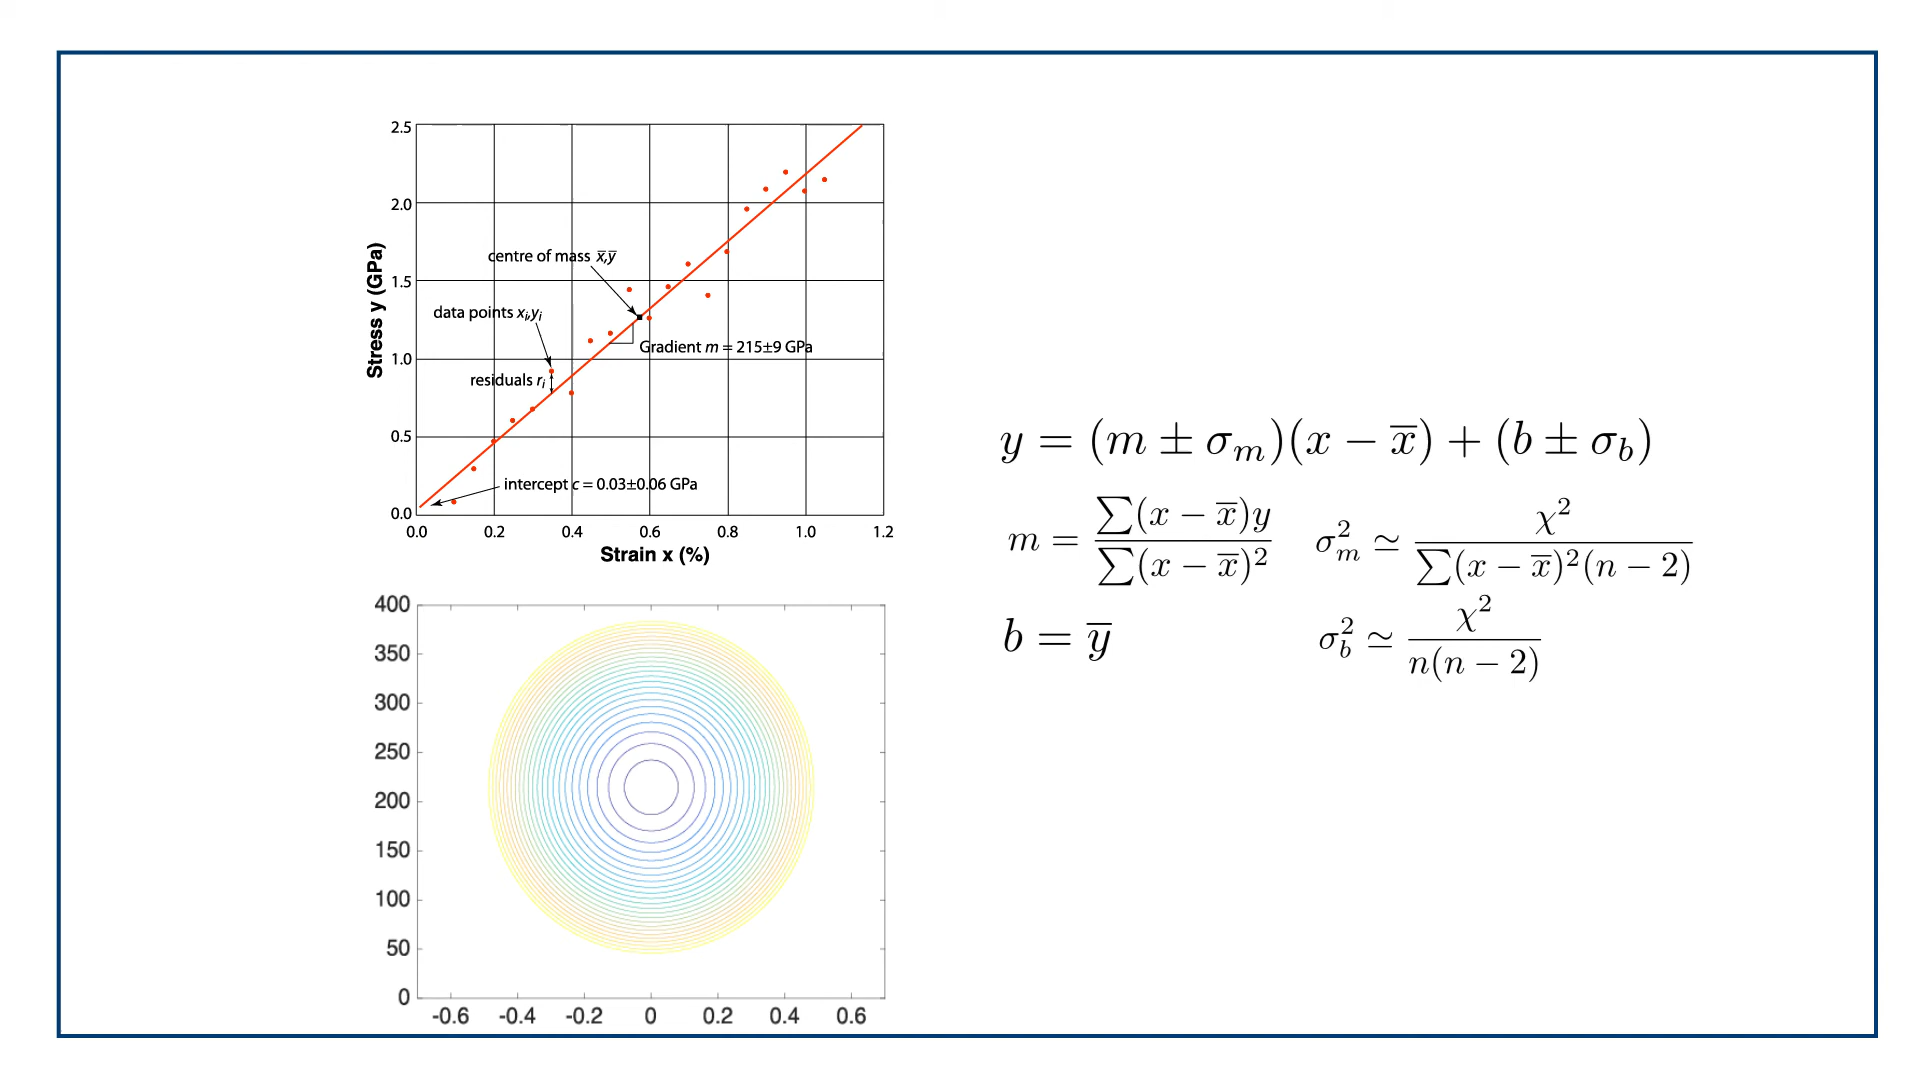 2.5
2.0
1.5
1.0
0.5
0.0
Stress y (GPa)
centre of mass x̅,y̅
data points xᵢ,yᵢ
residuals rᵢ
Gradient m = 215±9 GPa
intercept c = 0.03±0.06 GPa
0.0 0.2 0.4 0.6 0.8 1.0 1.2
Strain x (%)
400
350
300
250
200
150
100
50
0
-0.6 -0.4 -0.2 0 0.2 0.4 0.6
y = (m ± σₘ)(x − x̅) + (b ± σ_b)
m = ∑(x − x̅)y / ∑(x − x̅)² σₘ² ≃ χ² / ∑(x − x̅)²(n − 2)
b = y̅ σ_b² ≃ χ² / n(n − 2)